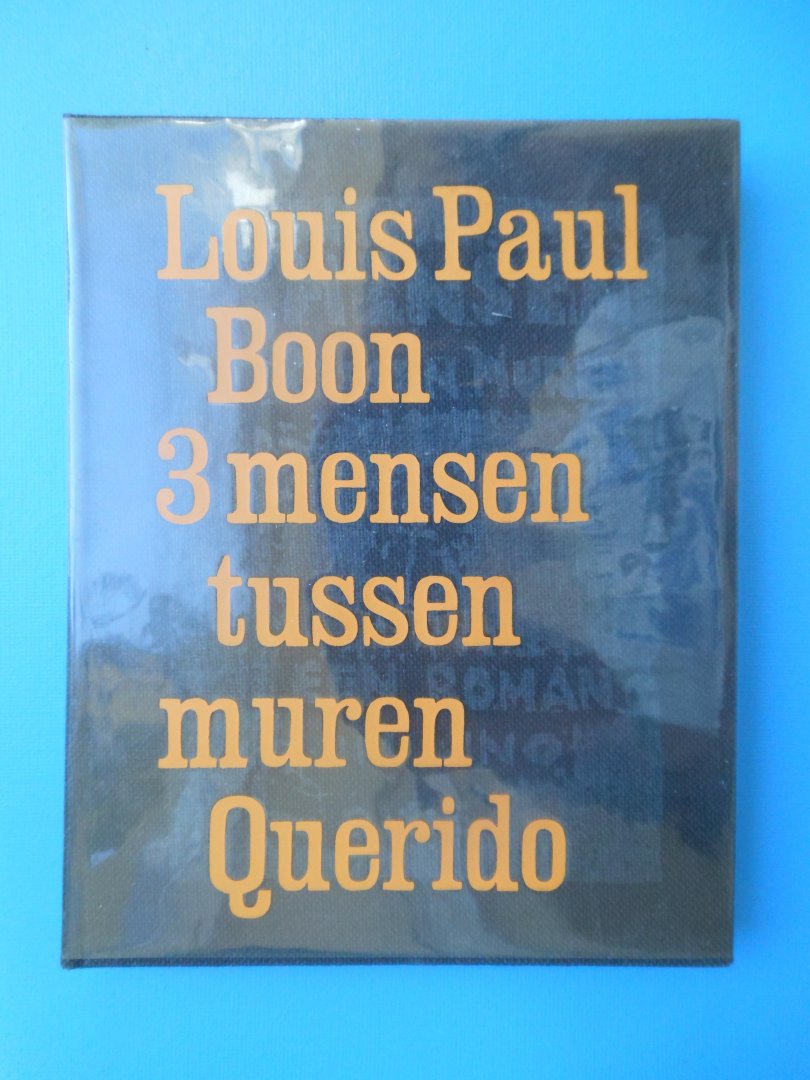 Louis Paul
Boon
3 mensen
tussen
muren
Querido